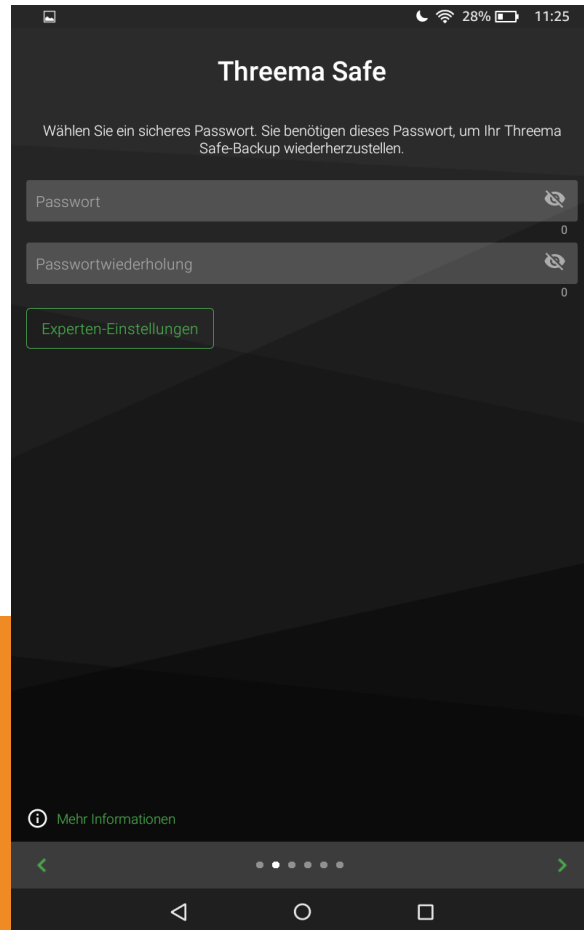 28% 11:25
Threema Safe
Wählen Sie ein sicheres Passwort. Sie benötigen dieses Passwort, um Ihr Threema
Safe-Backup wiederherzustellen.
Passwort
0
Passwortwiederholung
0
Experten-Einstellungen
Mehr Informationen